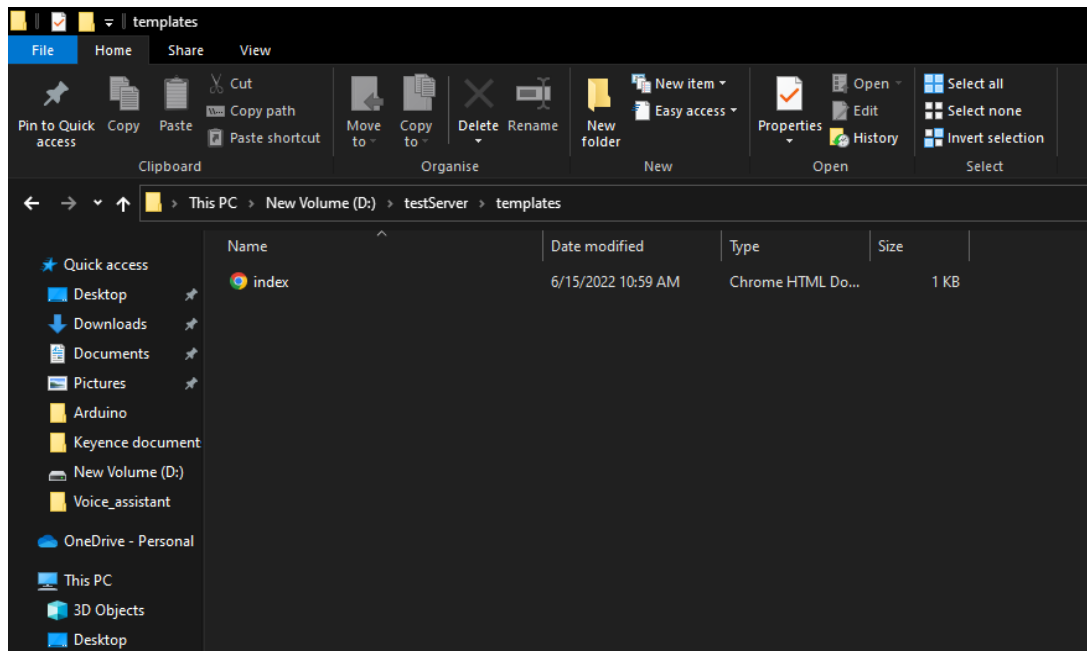 templates
File Home Share View
Pin to Quick access
Copy
Paste
Cut
Copy path
Paste shortcut
Move to
Copy to
Delete
Rename
New folder
New item
Easy access
Properties
Open
Edit
History
Select all
Select none
Invert selection
Clipboard Organise New Open Select
This PC > New Volume (D:) > testServer > templates
Name Date modified Type Size
index 6/15/2022 10:59 AM Chrome HTML Do... 1 KB
Quick access
Desktop
Downloads
Documents
Pictures
Arduino
Keyence document
New Volume (D:)
Voice_assistant
OneDrive - Personal
This PC
3D Objects
Desktop